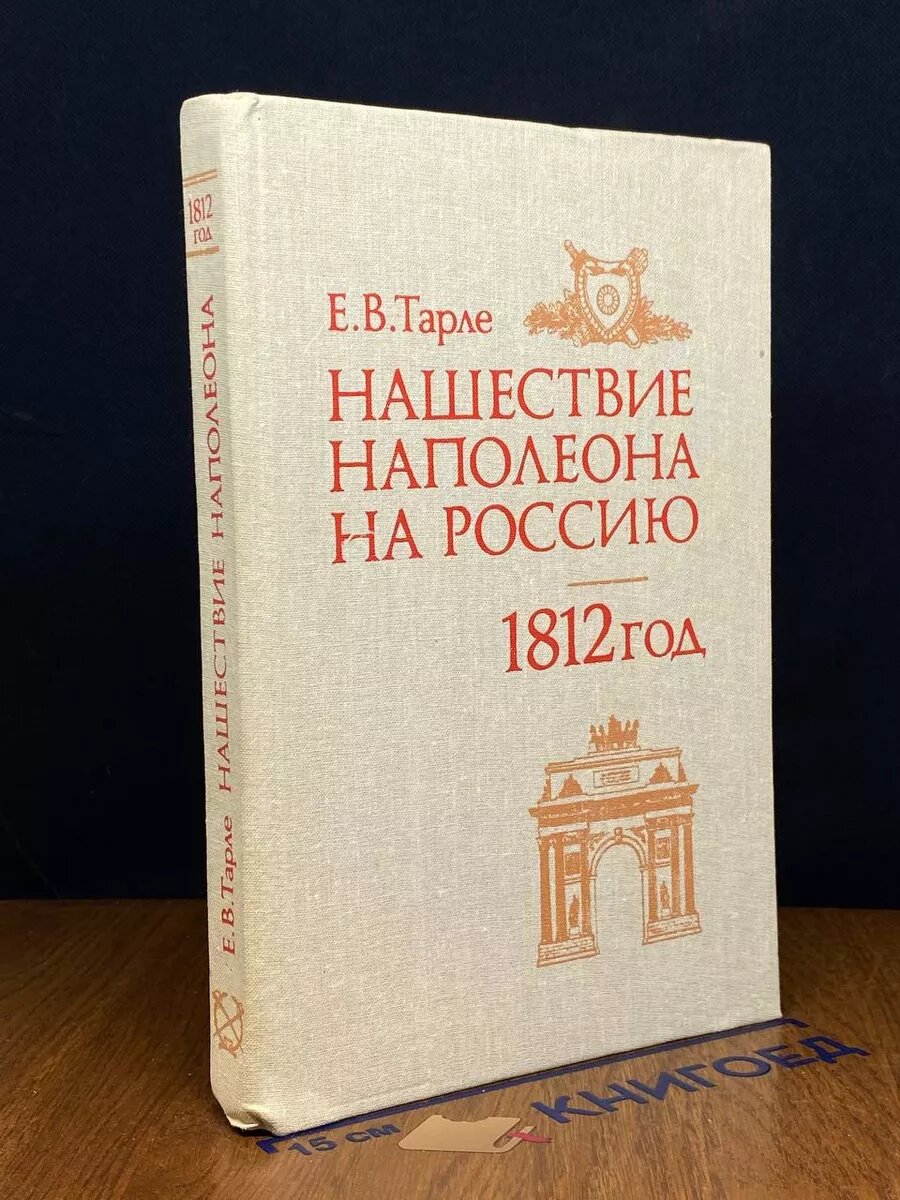 Е.В.Тарле
НАШЕСТВИЕ
НАПОЛЕОНА
НА РОССИЮ
1812 год
1812
год
Е.В.Тарле НАШЕСТВИЕ НАПОЛЕОНА
15 см
КНИГОЕД